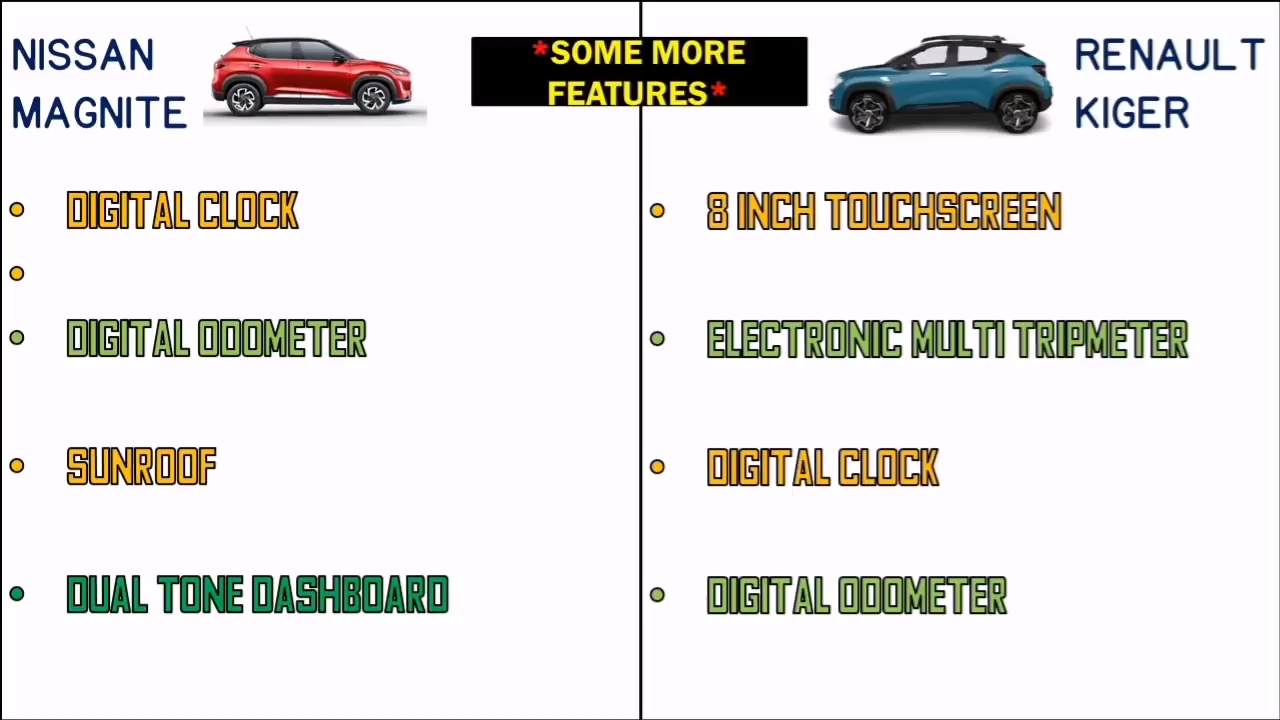 NISSAN
MAGNITE
*SOME MORE
FEATURES*
RENAULT
KIGER
• DIGITAL CLOCK
•
• DIGITAL ODOMETER
• SUNROOF
• DUAL TONE DASHBOARD
• 8 INCH TOUCHSCREEN
• ELECTRONIC MULTI TRIPMETER
• DIGITAL CLOCK
• DIGITAL ODOMETER